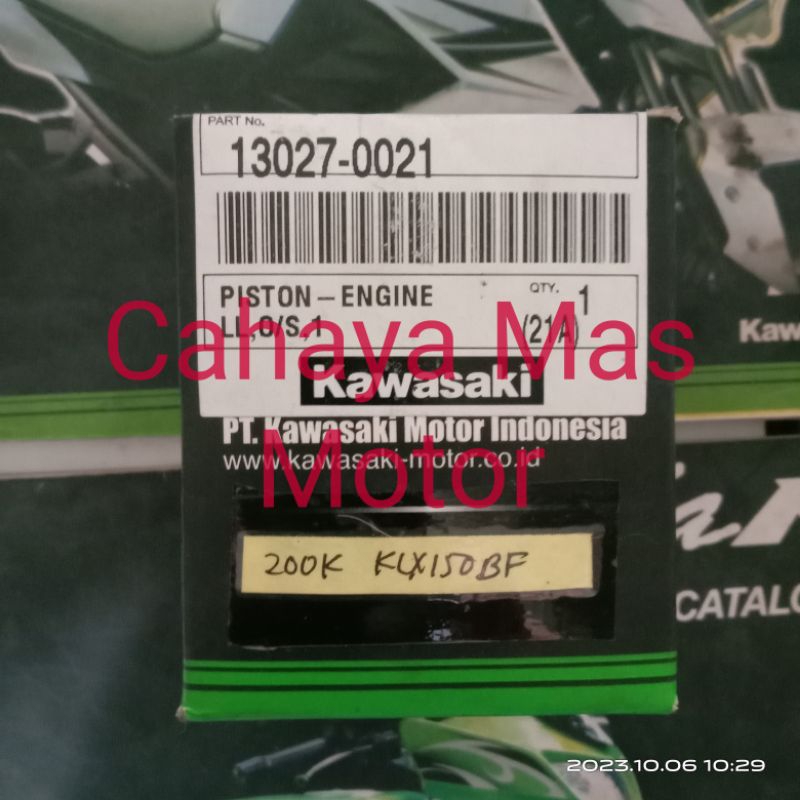 PART No.
13027-0021
PISTON – ENGINE
QTY. 1
LL,O/S,1
(21A)
Cahaya Mas
Motor
Kawasaki
PT. Kawasaki Motor Indonesia
www.kawasaki-motor.co.id
200K KLX150BF
Kaw
CATALO
2023.10.06 10:29